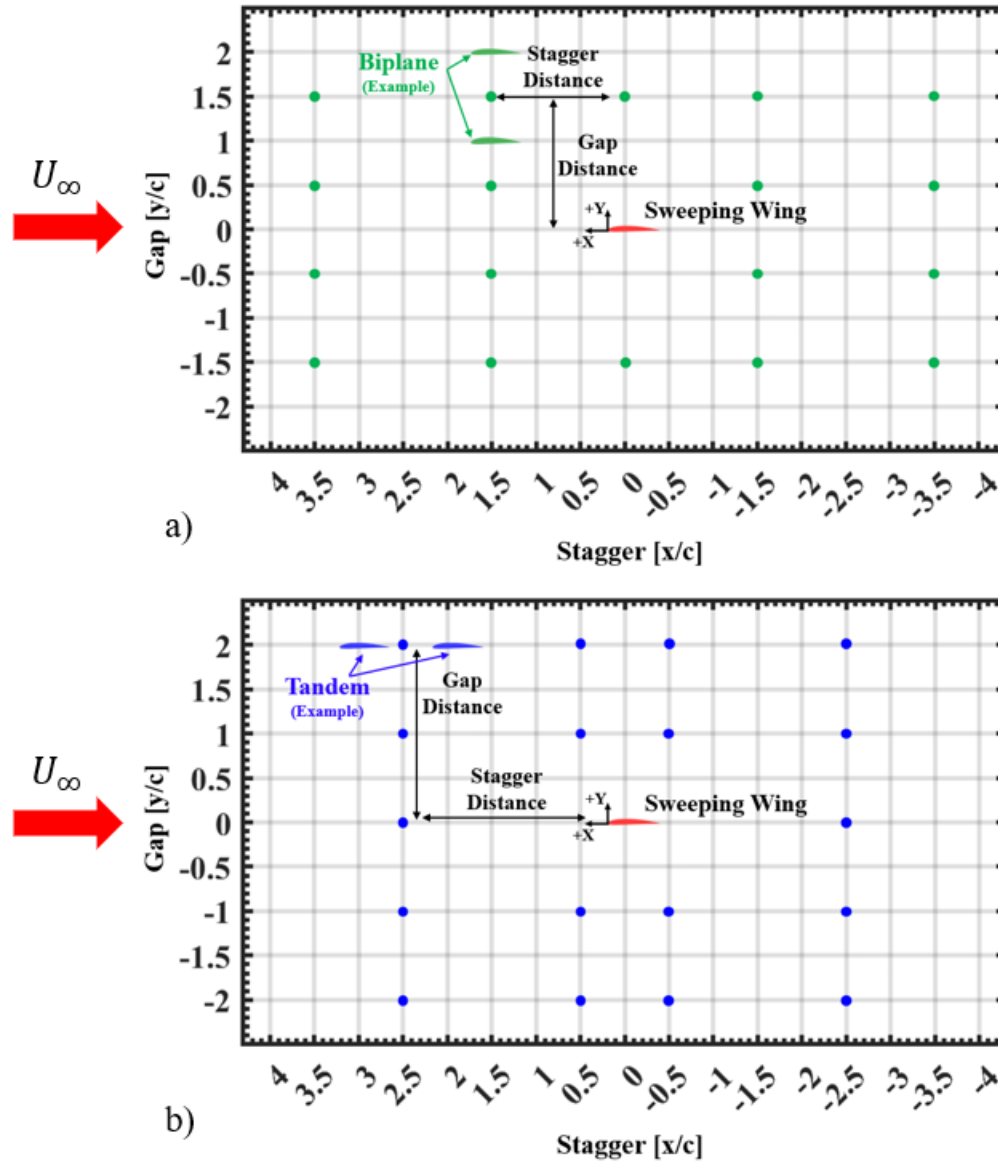 2
1.5
1
0.5
0
-0.5
-1
-1.5
-2
Gap [y/c]
U∞
Biplane
(Example)
Stagger
Distance
Gap
Distance
+Y
+X
Sweeping Wing
4
3.5
3
2.5
2
1.5
1
0.5
0
-0.5
-1
-1.5
-2
-2.5
-3
-3.5
-4
a)
Stagger [x/c]
2
1.5
1
0.5
0
-0.5
-1
-1.5
-2
Gap [y/c]
U∞
Tandem
(Example)
Gap
Distance
Stagger
Distance
+Y
+X
Sweeping Wing
4
3.5
3
2.5
2
1.5
1
0.5
0
-0.5
-1
-1.5
-2
-2.5
-3
-3.5
-4
b)
Stagger [x/c]